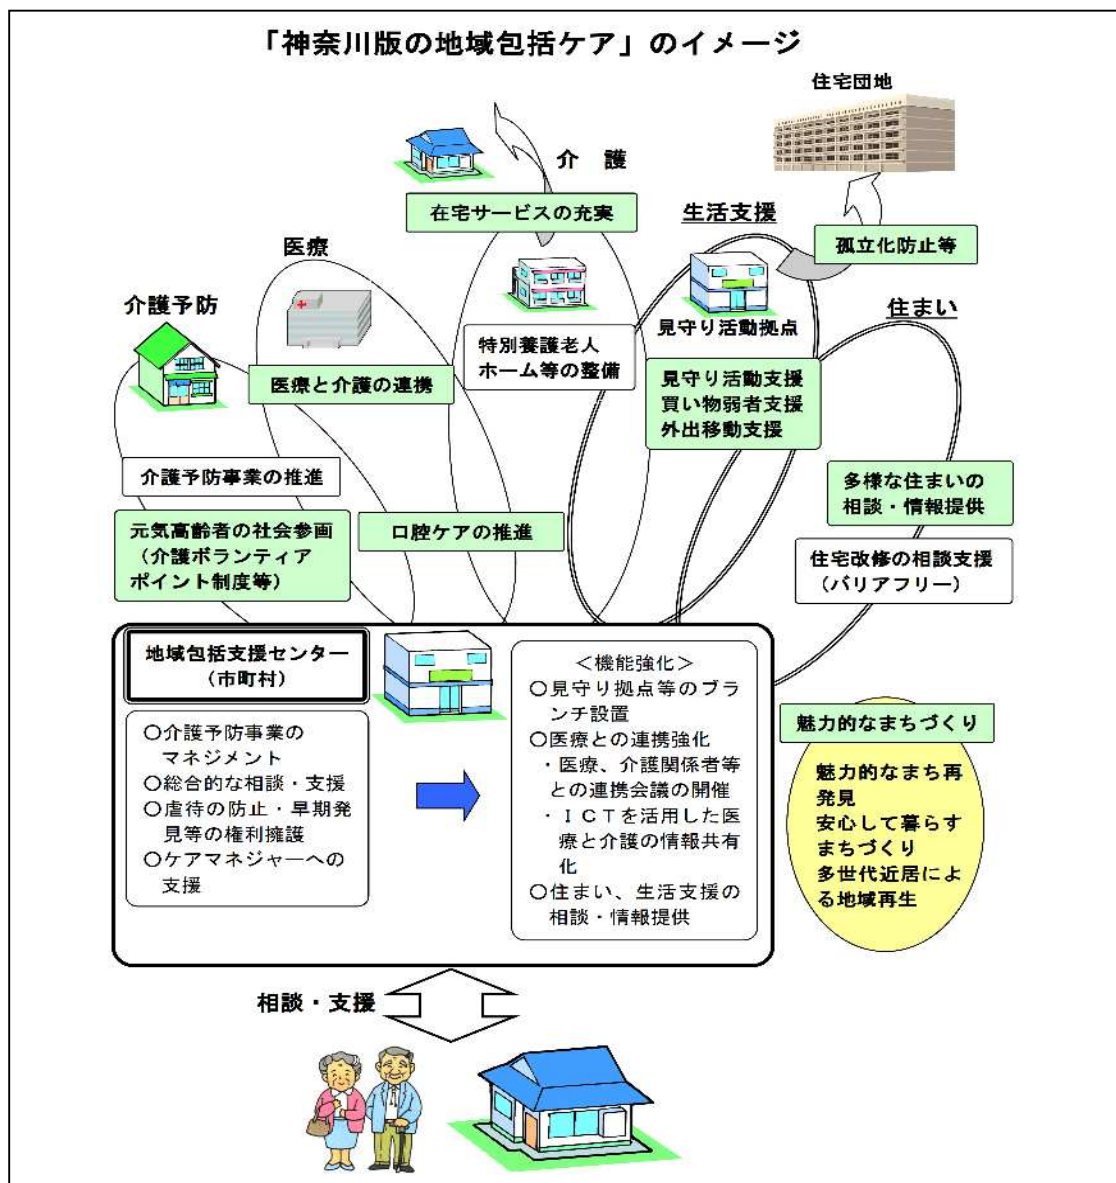 「神奈川版の地域包括ケア」のイメージ
住宅団地
介　護
在宅サービスの充実
生活支援
孤立化防止等
医療
介護予防
住まい
見守り活動拠点
特別養護老人
ホーム等の整備
医療と介護の連携
見守り活動支援
買い物弱者支援
外出移動支援
介護予防事業の推進
多様な住まいの
相談・情報提供
元気高齢者の社会参画
（介護ボランティア
ポイント制度等）
口腔ケアの推進
住宅改修の相談支援
（バリアフリー）
地域包括支援センター
（市町村）
○介護予防事業の
マネジメント
○総合的な相談・支援
○虐待の防止・早期発
見等の権利擁護
○ケアマネジャーへの
支援
＜機能強化＞
○見守り拠点等のブラ
ンチ設置
○医療との連携強化
・医療、介護関係者等
との連携会議の開催
・ＩＣＴを活用した医
療と介護の情報共有
化
○住まい、生活支援の
相談・情報提供
魅力的なまちづくり
魅力的なまち再
発見
安心して暮らす
まちづくり
多世代近居によ
る地域再生
相談・支援